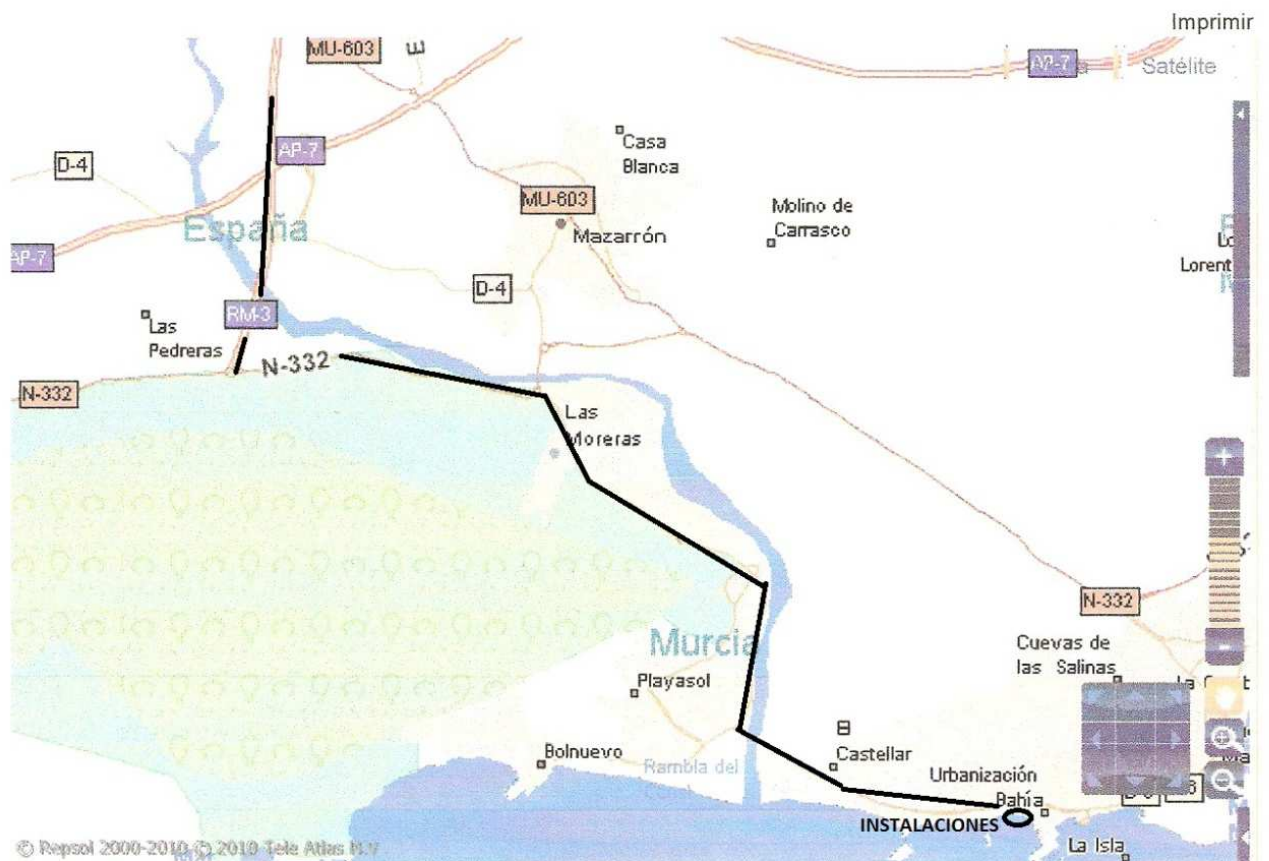 Imprimir
MU-603
E
AP-7
Satélite
Casa
Blanca
AP-7
D-4
MU-603
Molino de
Carrasco
España
Mazarrón
AP-7
Lorent
D-4
RM-3
Las
Pedreras
N-332
N-332
Las
Moreras
N-332
Murcia
Cuevas de
las Salinas
Playasol
Bolnuevo
Castellar
Rambla del
Urbanización
Bahía
INSTALACIONES
La Isla
© Repsol 2000-2010, © 2010 Tele Atlas N.V